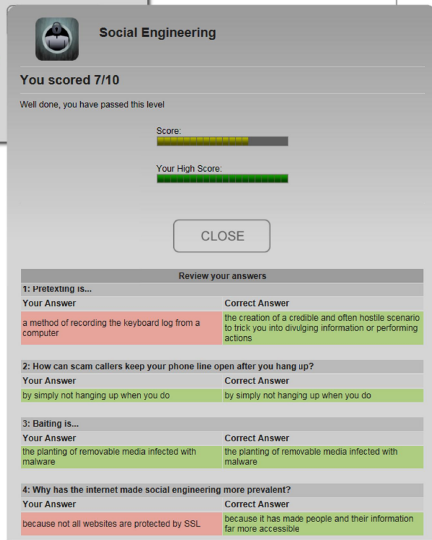 Social Engineering
You scored 7/10
Well done, you have passed this level
Score:
Your High Score:
CLOSE
Review your answers
1: Pretexting is...
Your Answer Correct Answer
a method of recording the keyboard log from a computer
the creation of a credible and often hostile scenario to trick you into divulging information or performing actions
2: How can scam callers keep your phone line open after you hang up?
Your Answer Correct Answer
by simply not hanging up when you do by simply not hanging up when you do
3: Baiting is...
Your Answer Correct Answer
the planting of removable media infected with malware
the planting of removable media infected with malware
4: Why has the internet made social engineering more prevalent?
Your Answer Correct Answer
because not all websites are protected by SSL
because it has made people and their information far more accessible